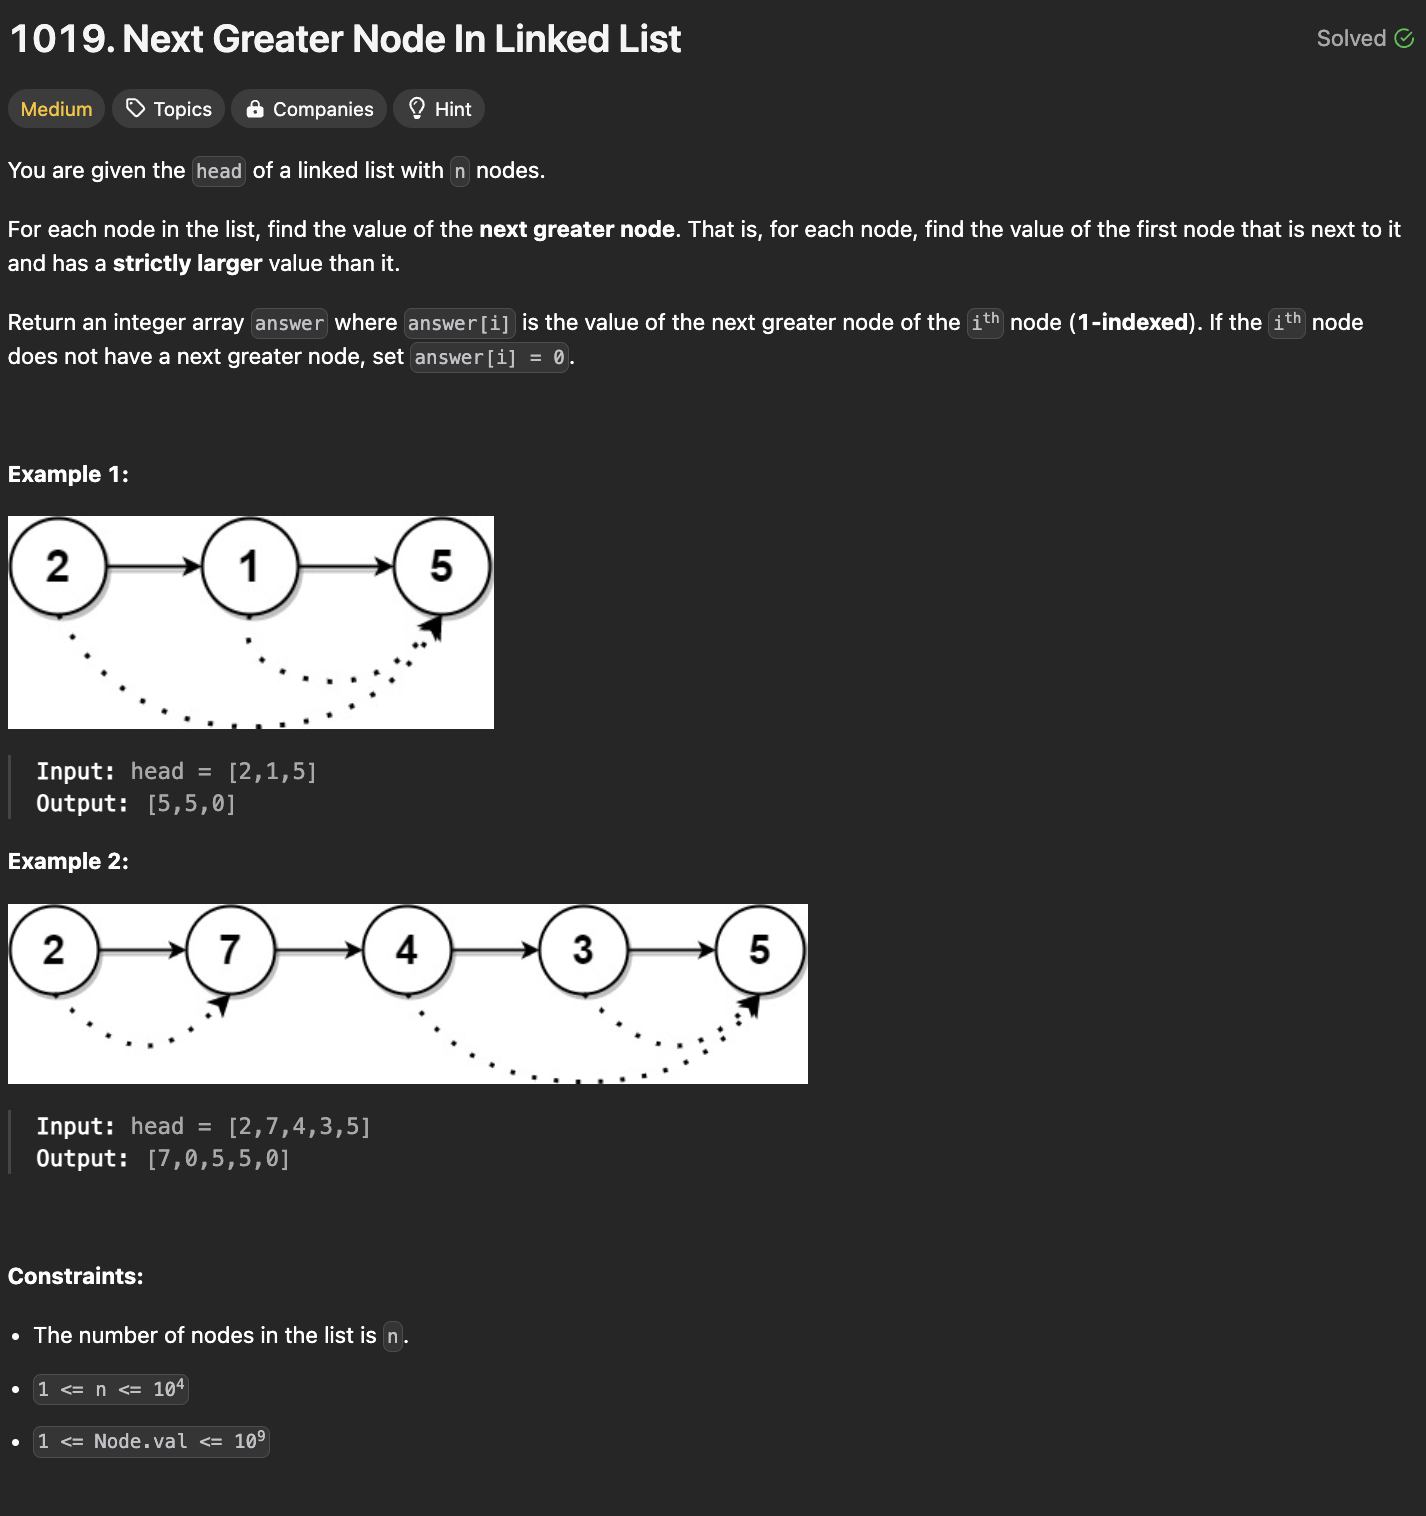 1019. Next Greater Node In Linked List
Solved
Medium Topics Companies Hint
You are given the head of a linked list with n nodes.
For each node in the list, find the value of the next greater node. That is, for each node, find the value of the first node that is next to it
and has a strictly larger value than it.
Return an integer array answer where answer[i] is the value of the next greater node of the iᵗʰ node (1-indexed). If the iᵗʰ node
does not have a next greater node, set answer[i] = 0.
Example 1:
2 1 5
Input: head = [2,1,5]
Output: [5,5,0]
Example 2:
2 7 4 3 5
Input: head = [2,7,4,3,5]
Output: [7,0,5,5,0]
Constraints:
• The number of nodes in the list is n.
• 1 <= n <= 10⁴
• 1 <= Node.val <= 10⁹